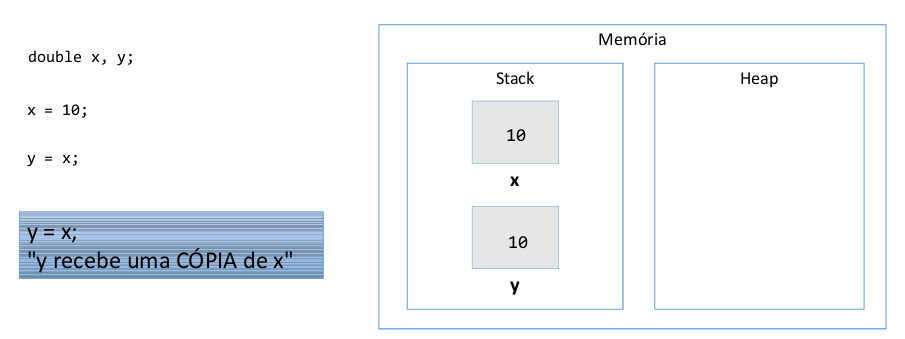 double x, y;
x = 10;
y = x;
y = x;
"y recebe uma CÓPIA de x"
Memória
Stack
10
x
10
y
Heap